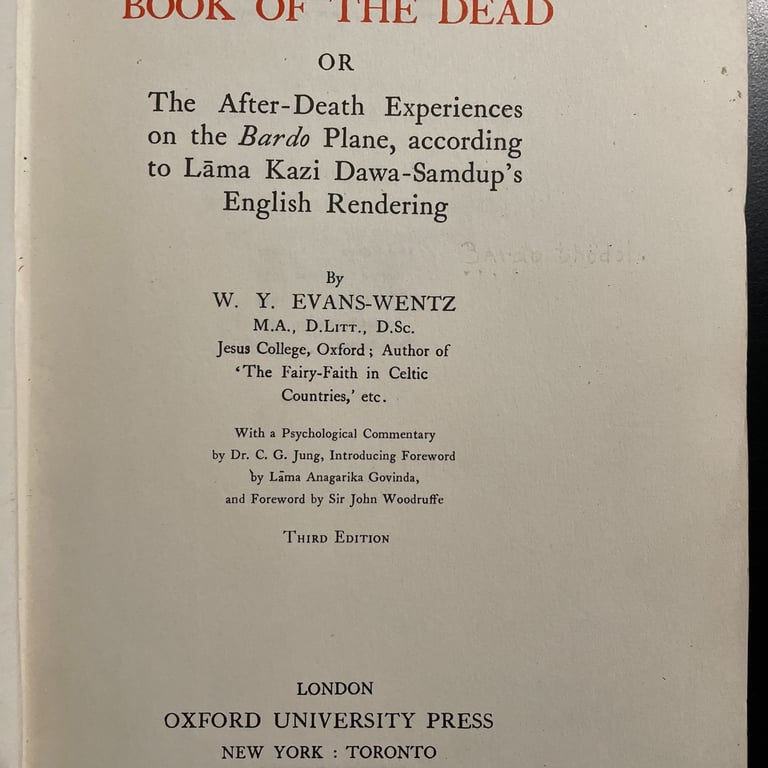 BOOK OF THE DEAD
OR
The After-Death Experiences
on the Bardo Plane, according
to Lāma Kazi Dawa-Samdup's
English Rendering
By
W. Y. EVANS-WENTZ
M.A., D.LITT., D.SC.
Jesus College, Oxford ; Author of
‘The Fairy-Faith in Celtic
Countries,’ etc.
With a Psychological Commentary
by Dr. C. G. Jung, Introducing Foreword
by Lāma Anagarika Govinda,
and Foreword by Sir John Woodruffe
THIRD EDITION
LONDON
OXFORD UNIVERSITY PRESS
NEW YORK : TORONTO